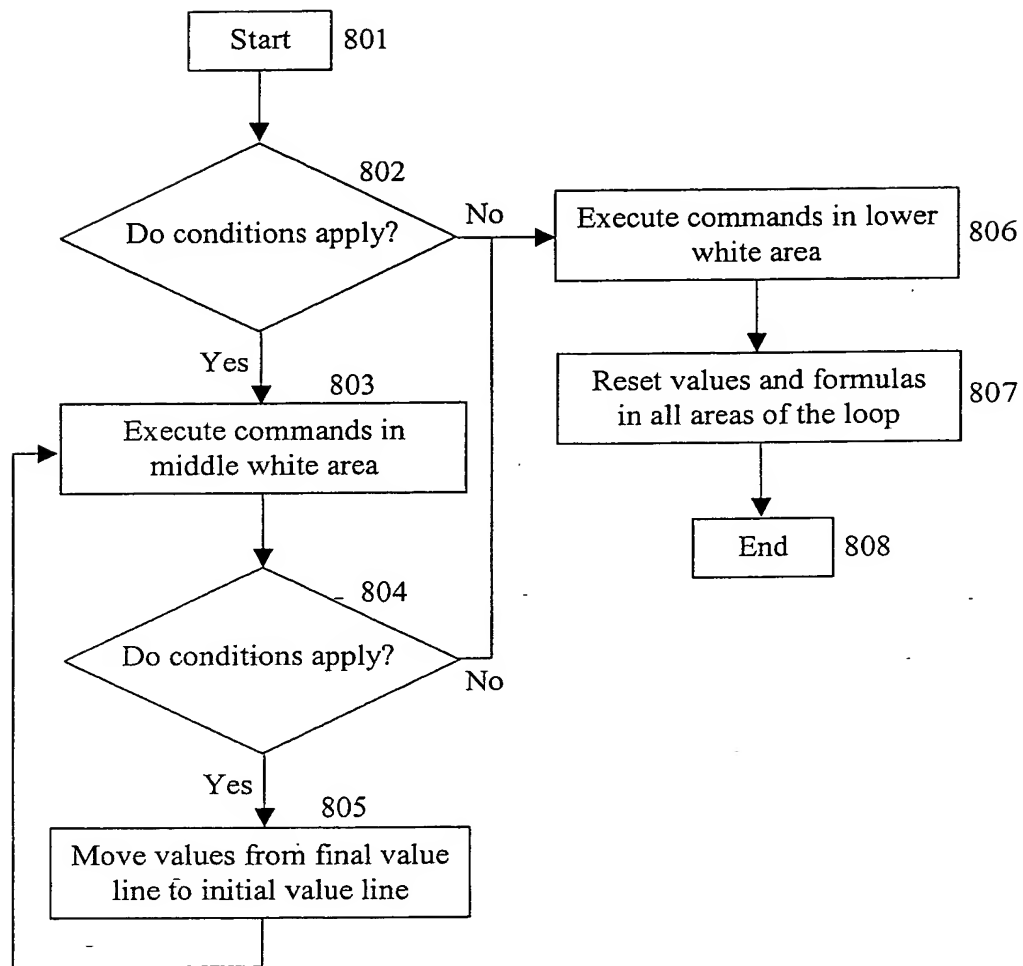 Start
801
802
Do conditions apply?
No
Execute commands in lower
white area
806
Yes
803
Execute commands in
middle white area
Reset values and formulas
in all areas of the loop
807
End
808
804
Do conditions apply?
No
Yes
805
Move values from final value
line to initial value line